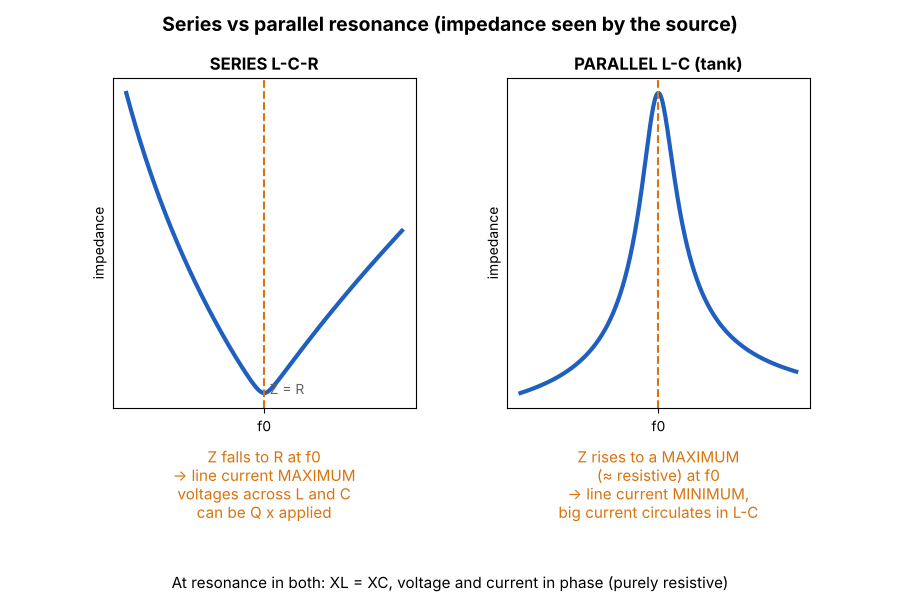 Series vs parallel resonance (impedance seen by the source)
SERIES L-C-R
impedance
Z = R
f0
Z falls to R at f0
→ line current MAXIMUM
voltages across L and C
can be Q x applied
PARALLEL L-C (tank)
impedance
f0
Z rises to a MAXIMUM
(≈ resistive) at f0
→ line current MINIMUM,
big current circulates in L-C
At resonance in both: XL = XC, voltage and current in phase (purely resistive)